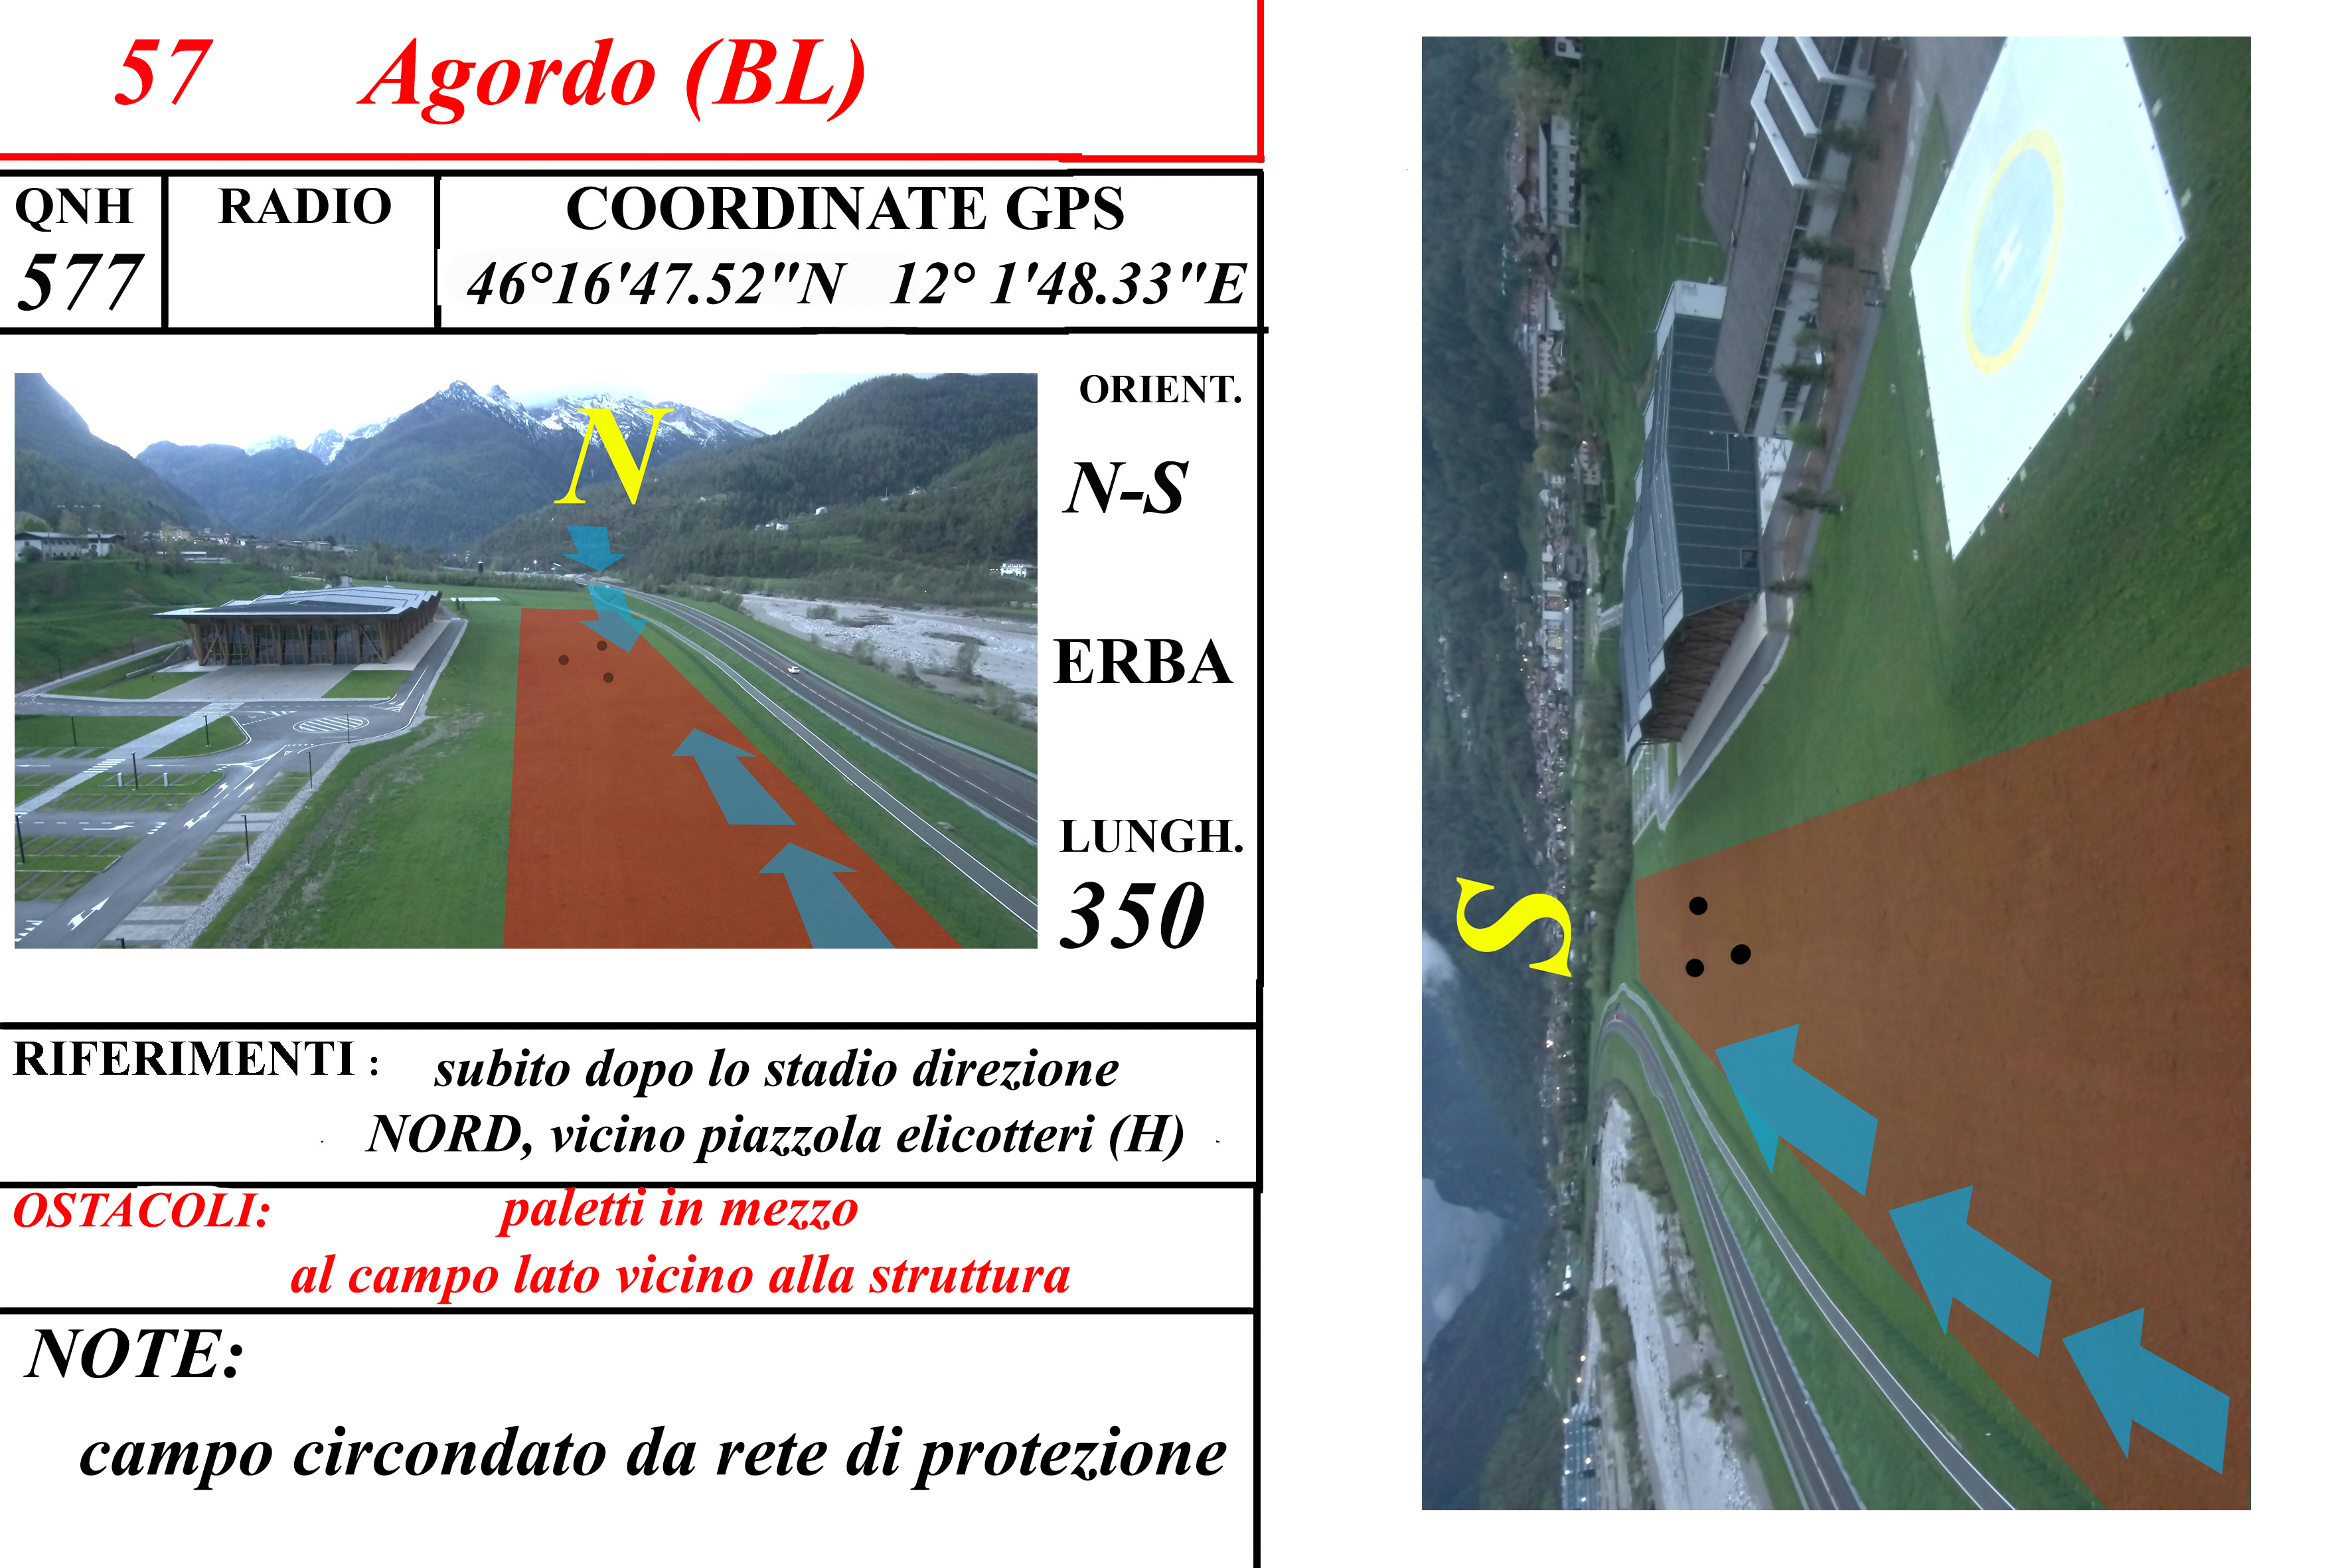 57 Agordo (BL)
QNH RADIO COORDINATE GPS
577 46°16'47.52"N 12° 1'48.33"E
N
ORIENT.
N-S
ERBA
LUNGH.
350
RIFERIMENTI : subito dopo lo stadio direzione
NORD, vicino piazzola elicotteri (H)
OSTACOLI: paletti in mezzo
al campo lato vicino alla struttura
NOTE:
campo circondato da rete di protezione
H
S